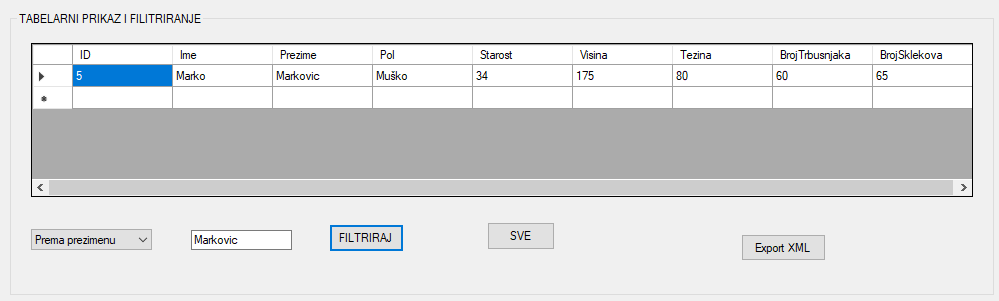 TABELARNI PRIKAZ I FILITRIRANJE
ID Ime Prezime Pol Starost Visina Tezina BrojTrbusnjaka BrojSklekova
5 Marko Markovic Muško 34 175 80 60 65
Prema prezimenu Markovic FILTRIRAJ SVE Export XML